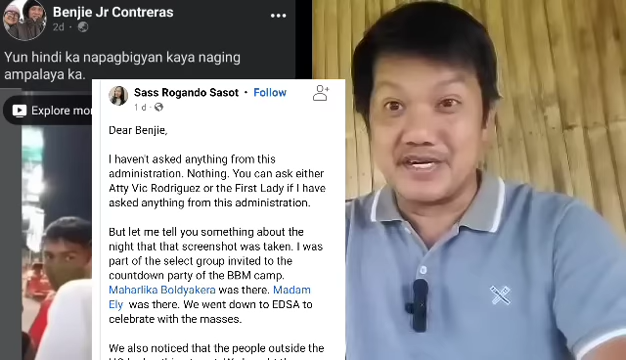 Benjie Jr Contreras
2d
Yun hindi ka napagbigyan kaya naging
ampalaya ka.
Explore mor
Sass Rogando Sasot • Follow
1 d
Dear Benjie,
I haven't asked anything from this
administration. Nothing. You can ask either
Atty Vic Rodriguez or the First Lady if I have
asked anything from this administration.
But let me tell you something about the
night that that screenshot was taken. I was
part of the select group invited to the
countdown party of the BBM camp.
Maharlika Boldyakera was there. Madam
Ely was there. We went down to EDSA to
celebrate with the masses.
We also noticed that the people outside the